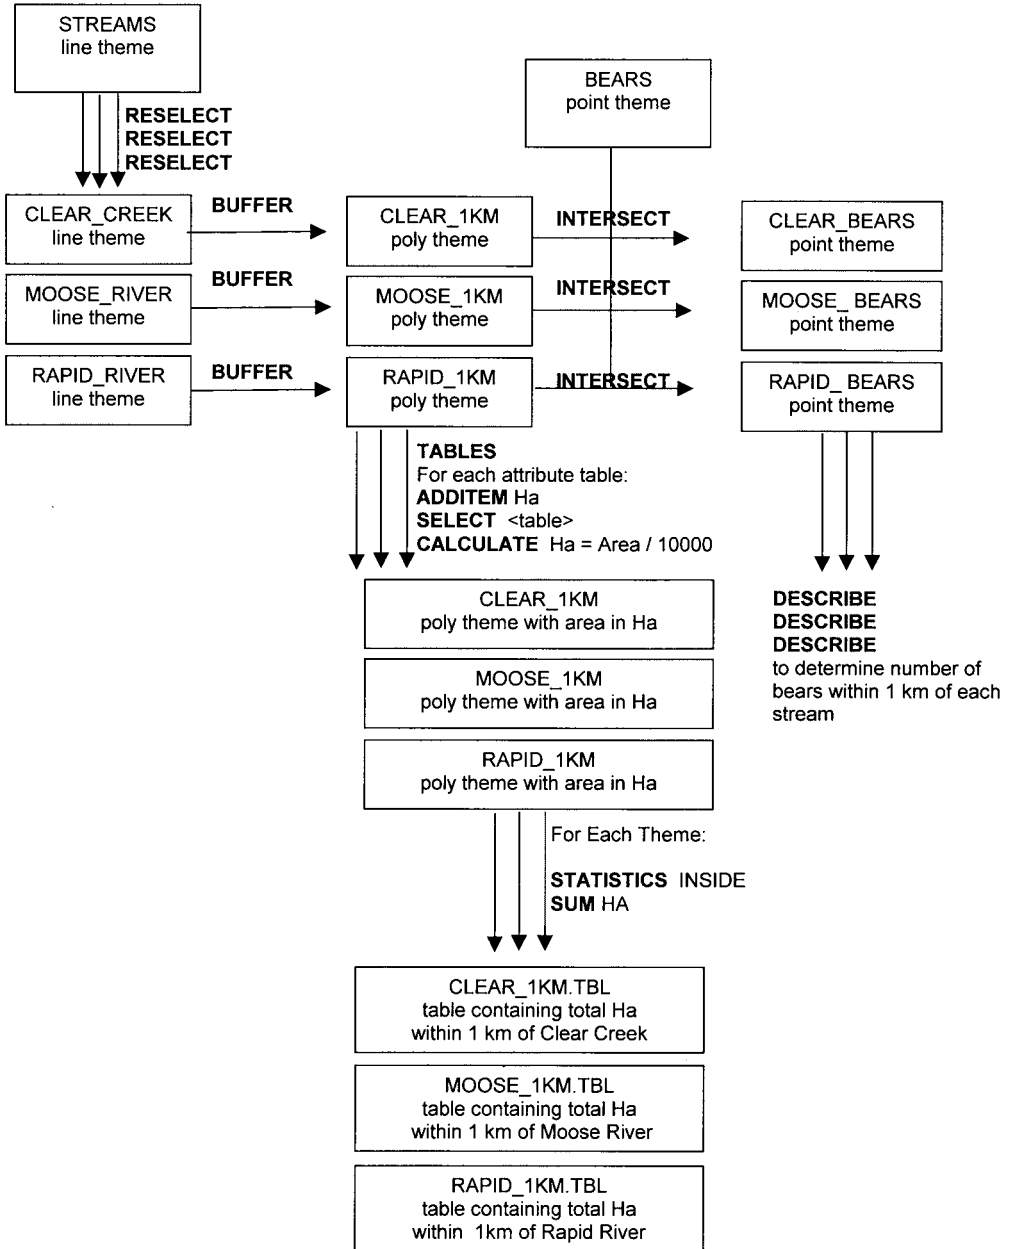 STREAMS
line theme
BEARS
point theme
RESELECT
RESELECT
RESELECT
CLEAR_CREEK
line theme
BUFFER
CLEAR_1KM
poly theme
INTERSECT
CLEAR_BEARS
point theme
MOOSE_RIVER
line theme
BUFFER
MOOSE_1KM
poly theme
INTERSECT
MOOSE_ BEARS
point theme
RAPID_RIVER
line theme
BUFFER
RAPID_1KM
poly theme
INTERSECT
RAPID_ BEARS
point theme
TABLES
For each attribute table:
ADDITEM Ha
SELECT <table>
CALCULATE Ha = Area / 10000
CLEAR_1KM
poly theme with area in Ha
MOOSE_1KM
poly theme with area in Ha
RAPID_1KM
poly theme with area in Ha
DESCRIBE
DESCRIBE
DESCRIBE
to determine number of
bears within 1 km of each
stream
For Each Theme:
STATISTICS INSIDE
SUM HA
CLEAR_1KM.TBL
table containing total Ha
within 1 km of Clear Creek
MOOSE_1KM.TBL
table containing total Ha
within 1 km of Moose River
RAPID_1KM.TBL
table containing total Ha
within 1km of Rapid River